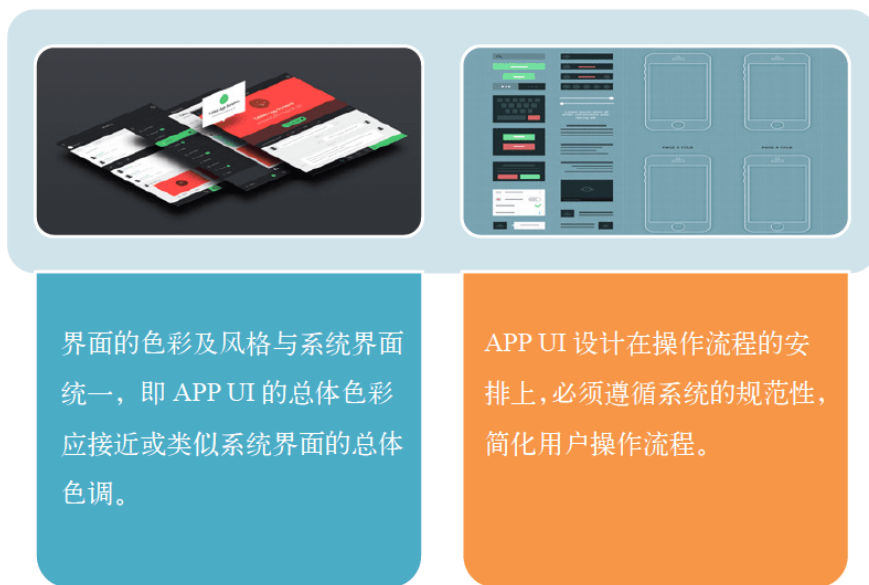 界面的色彩及风格与系统界面
统一，即 APP UI 的总体色彩
应接近或类似系统界面的总体
色调。
APP UI 设计在操作流程的安
排上，必须遵循系统的规范性，
简化用户操作流程。